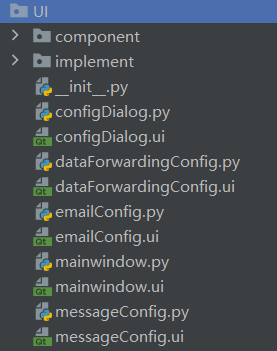 UI
component
implement
__init__.py
configDialog.py
configDialog.ui
dataForwardingConfig.py
dataForwardingConfig.ui
emailConfig.py
emailConfig.ui
mainwindow.py
mainwindow.ui
messageConfig.py
messageConfig.ui